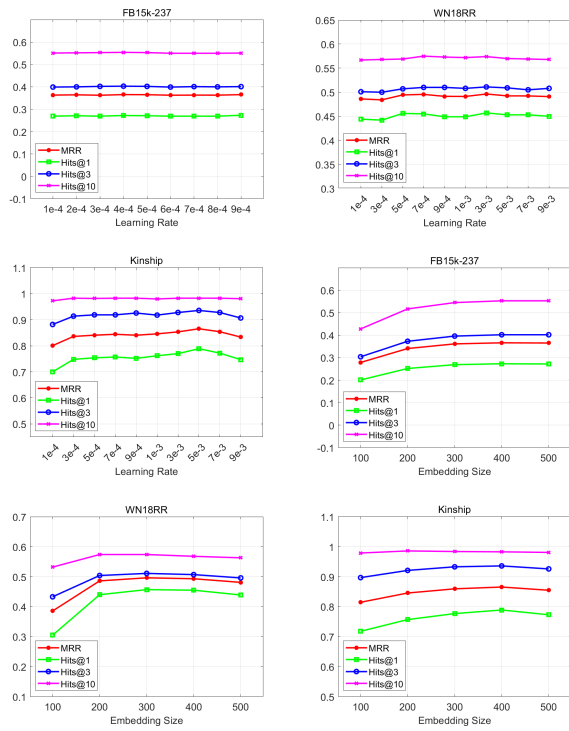 FB15k-237
0.6
0.5
0.4
0.3
0.2
0.1
0
-0.1
MRR
Hits@1
Hits@3
Hits@10
1e-4 2e-4 3e-4 4e-4 5e-4 6e-4 7e-4 8e-4 9e-4
Learning Rate
WN18RR
0.65
0.6
0.55
0.5
0.45
0.4
0.35
0.3
MRR
Hits@1
Hits@3
Hits@10
1e-4 3e-4 5e-4 7e-4 9e-4 1e-3 3e-3 5e-3 7e-3 9e-3
Learning Rate
Kinship
1.1
1
0.9
0.8
0.7
0.6
0.5
MRR
Hits@1
Hits@3
Hits@10
1e-4 3e-4 5e-4 7e-4 9e-4 1e-3 3e-3 5e-3 7e-3 9e-3
Learning Rate
FB15k-237
0.6
0.5
0.4
0.3
0.2
0.1
0
-0.1
MRR
Hits@1
Hits@3
Hits@10
100 200 300 400 500
Embedding Size
WN18RR
0.7
0.6
0.5
0.4
0.3
0.2
0.1
MRR
Hits@1
Hits@3
Hits@10
100 200 300 400 500
Embedding Size
Kinship
1.1
1
0.9
0.8
0.7
0.6
0.5
MRR
Hits@1
Hits@3
Hits@10
100 200 300 400 500
Embedding Size